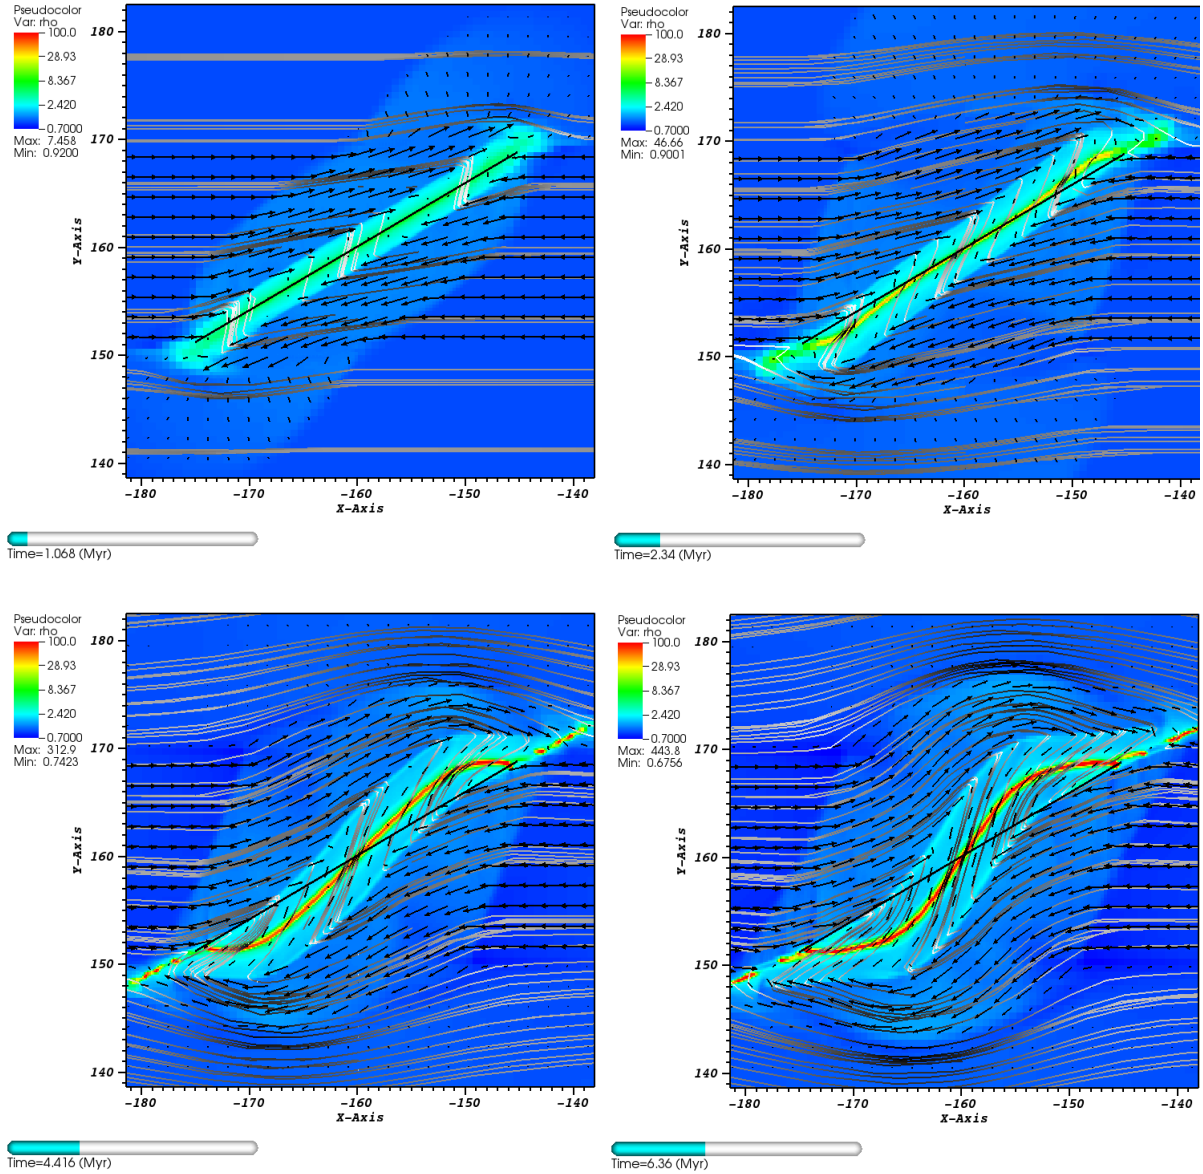 Pseudocolor
Var: rho
100.0
28.93
8.367
2.420
0.7000
Max: 7.458
Min: 0.9200
180
170
160
150
140
Y-Axis
-180 -170 -160 -150 -140
X-Axis
Time=1.068 (Myr)
Pseudocolor
Var: rho
100.0
28.93
8.367
2.420
0.7000
Max: 46.66
Min: 0.9001
180
170
160
150
140
Y-Axis
-180 -170 -160 -150 -140
X-Axis
Time=2.34 (Myr)
Pseudocolor
Var: rho
100.0
28.93
8.367
2.420
0.7000
Max: 312.9
Min: 0.7423
180
170
160
150
140
Y-Axis
-180 -170 -160 -150 -140
X-Axis
Time=4.416 (Myr)
Pseudocolor
Var: rho
100.0
28.93
8.367
2.420
0.7000
Max: 443.8
Min: 0.6756
180
170
160
150
140
Y-Axis
-180 -170 -160 -150 -140
X-Axis
Time=6.36 (Myr)